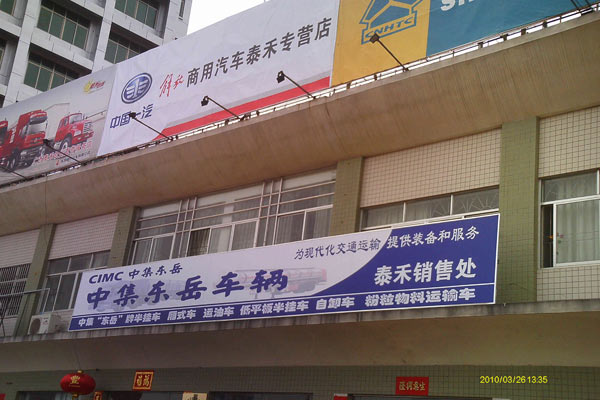 中国一汽
解放 商用汽车泰禾专营店
SNHTC
CIMC 中集东岳
为现代化交通运输 提供装备和服务
中集东岳车辆
泰禾销售处
中集“东岳”牌半挂车 厢式车 运油车 低平板半挂车 自卸车 粉粒物料运输车
2010/03/26 13:35